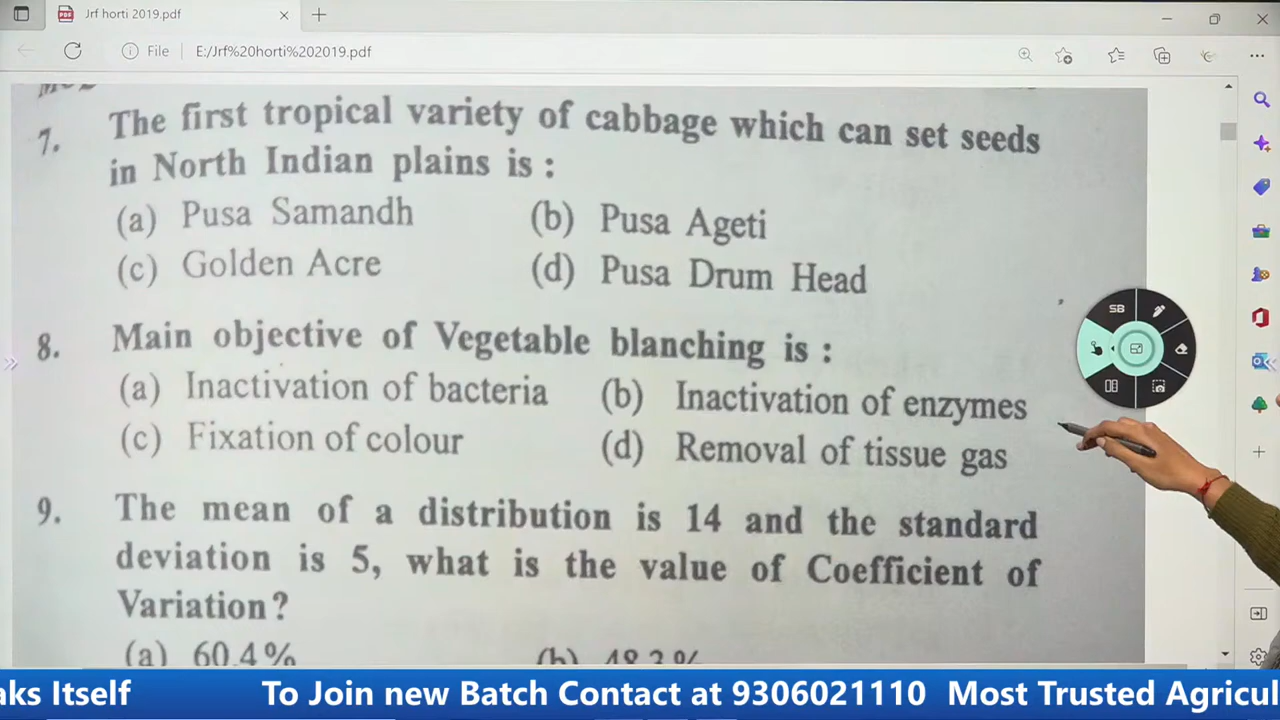 Jrf horti 2019.pdf
File E:/Jrf%20horti%202019.pdf
7. The first tropical variety of cabbage which can set seeds
in North Indian plains is :
(a) Pusa Samandh (b) Pusa Ageti
(c) Golden Acre (d) Pusa Drum Head
8. Main objective of Vegetable blanching is :
(a) Inactivation of bacteria (b) Inactivation of enzymes
(c) Fixation of colour (d) Removal of tissue gas
9. The mean of a distribution is 14 and the standard
deviation is 5, what is the value of Coefficient of
Variation?
(a) 60.4% (b) 48.3%
SB
aks Itself To Join new Batch Contact at 9306021110 Most Trusted Agricul